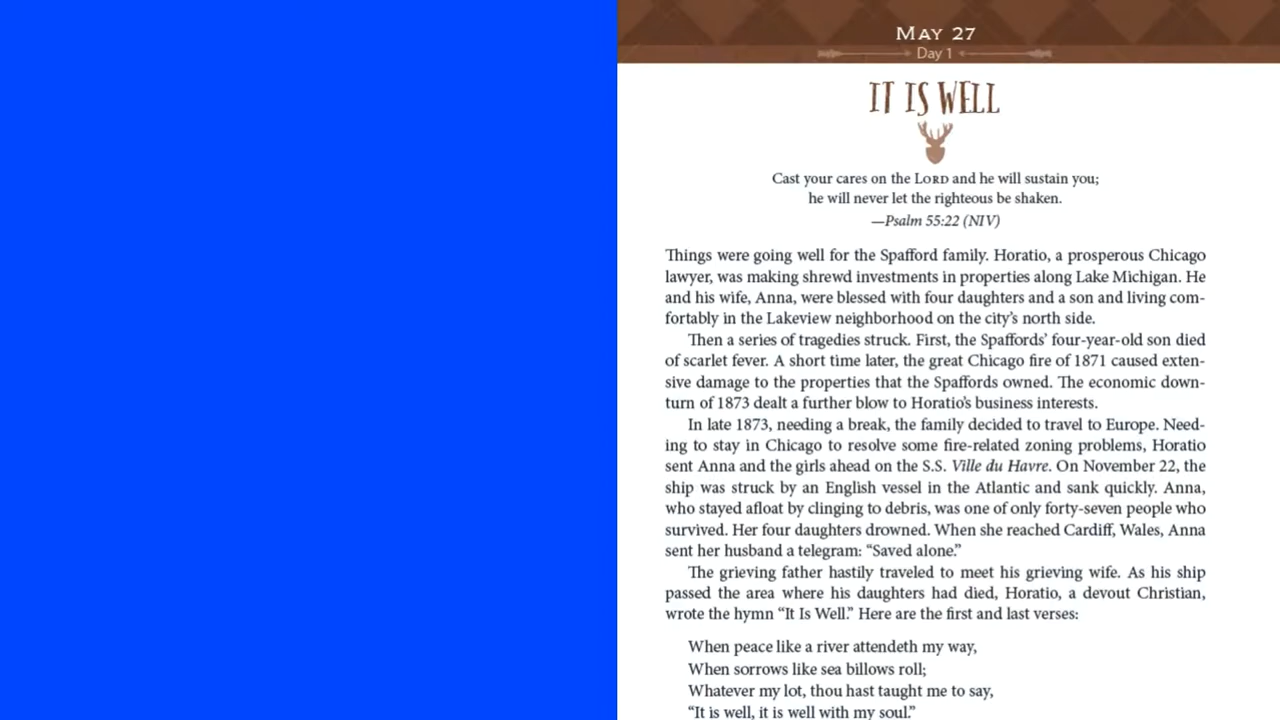 May 27
Day 1
IT IS WELL
Cast your cares on the LORD and he will sustain you;
he will never let the righteous be shaken.
—Psalm 55:22 (NIV)
Things were going well for the Spafford family. Horatio, a prosperous Chicago
lawyer, was making shrewd investments in properties along Lake Michigan. He
and his wife, Anna, were blessed with four daughters and a son and living com-
fortably in the Lakeview neighborhood on the city’s north side.
Then a series of tragedies struck. First, the Spaffords’ four-year-old son died
of scarlet fever. A short time later, the great Chicago fire of 1871 caused exten-
sive damage to the properties that the Spaffords owned. The economic down-
turn of 1873 dealt a further blow to Horatio’s business interests.
In late 1873, needing a break, the family decided to travel to Europe. Need-
ing to stay in Chicago to resolve some fire-related zoning problems, Horatio
sent Anna and the girls ahead on the S.S. Ville du Havre. On November 22, the
ship was struck by an English vessel in the Atlantic and sank quickly. Anna,
who stayed afloat by clinging to debris, was one of only forty-seven people who
survived. Her four daughters drowned. When she reached Cardiff, Wales, Anna
sent her husband a telegram: “Saved alone.”
The grieving father hastily traveled to meet his grieving wife. As his ship
passed the area where his daughters had died, Horatio, a devout Christian,
wrote the hymn “It Is Well.” Here are the first and last verses:
When peace like a river attendeth my way,
When sorrows like sea billows roll;
Whatever my lot, thou hast taught me to say,
“It is well, it is well with my soul.”